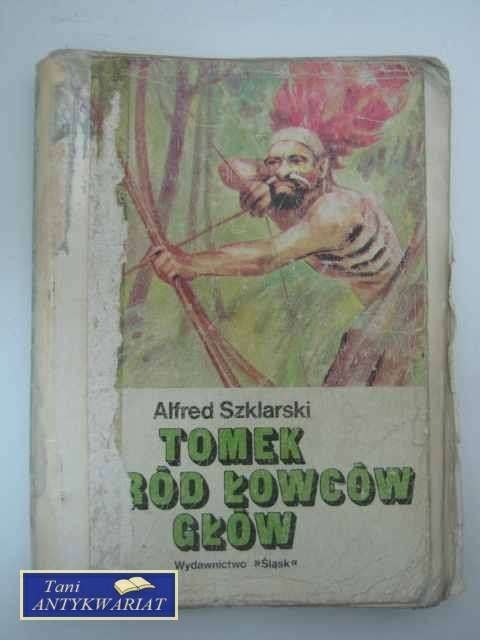 Alfred Szklarski
TOMEK
RÓD ŁOWCÓW
GŁÓW
Wydawnictwo »Śląsk«
Tani
ANTYKWARIAT